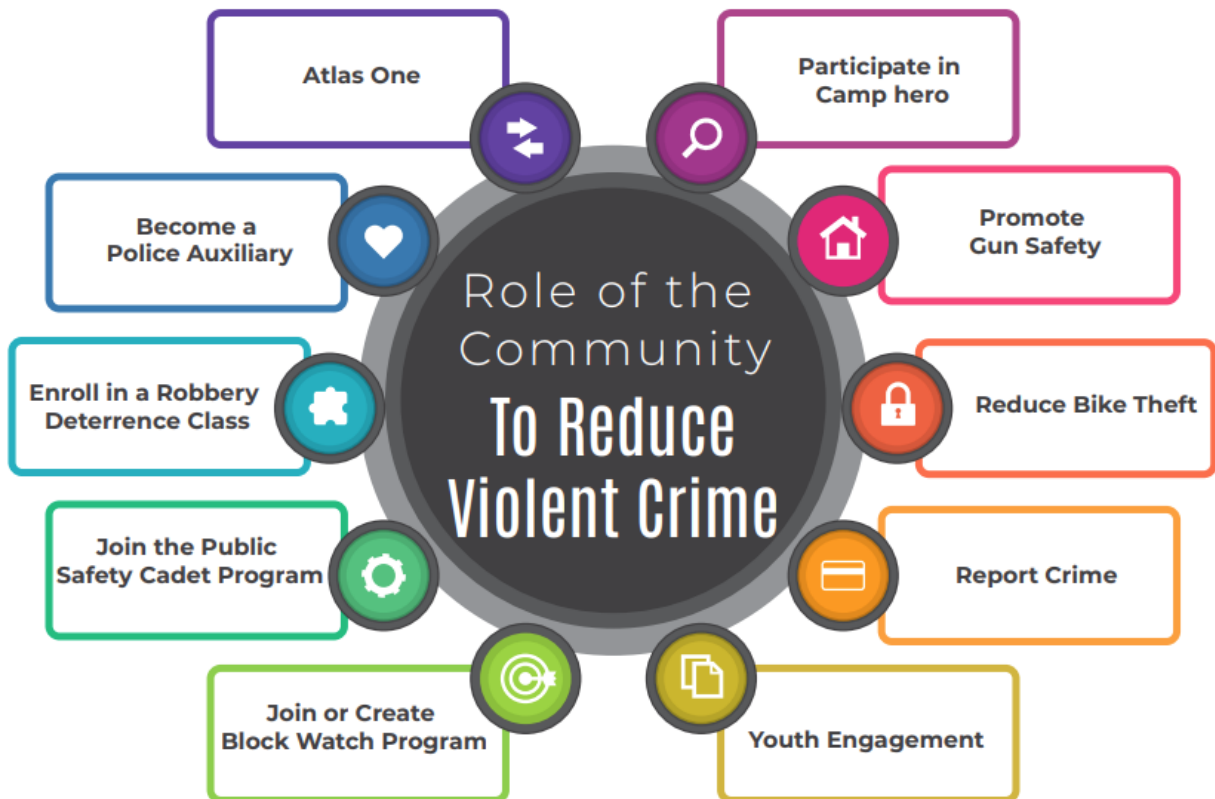 Atlas One
Participate in
Camp hero
Become a
Police Auxiliary
Promote
Gun Safety
Role of the
Community
To Reduce
Violent Crime
Enroll in a Robbery
Deterrence Class
Reduce Bike Theft
Join the Public
Safety Cadet Program
Report Crime
Join or Create
Block Watch Program
Youth Engagement